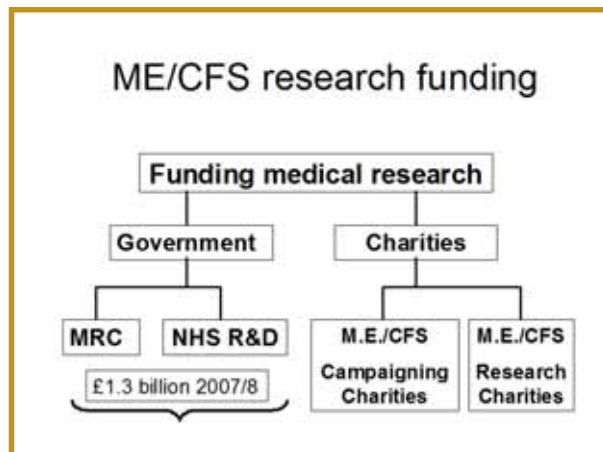 ME/CFS research funding
Funding medical research
Government
Charities
MRC
NHS R&D
M.E./CFS
Campaigning
Charities
M.E./CFS
Research
Charities
£1.3 billion 2007/8